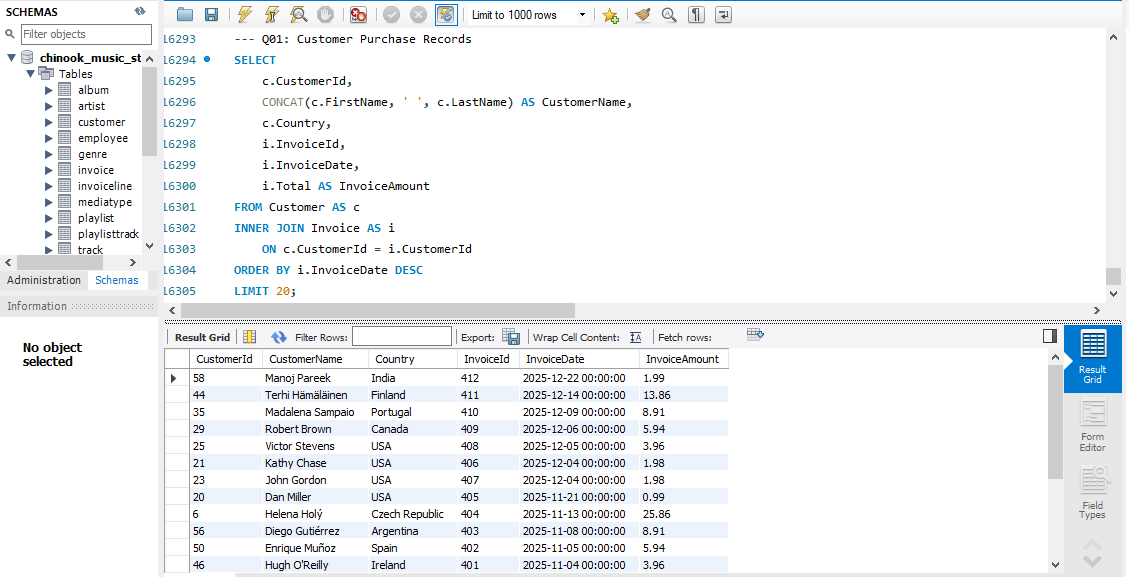 SCHEMAS
Filter objects
chinook_music_st
Tables
album
artist
customer
employee
genre
invoice
invoiceline
mediatype
playlist
playlisttrack
track
Administration Schemas
Information
No object
selected
Limit to 1000 rows
16293 --- Q01: Customer Purchase Records
16294 SELECT
16295 c.CustomerId,
16296 CONCAT(c.FirstName, ' ', c.LastName) AS CustomerName,
16297 c.Country,
16298 i.InvoiceId,
16299 i.InvoiceDate,
16300 i.Total AS InvoiceAmount
16301 FROM Customer AS c
16302 INNER JOIN Invoice AS i
16303 ON c.CustomerId = i.CustomerId
16304 ORDER BY i.InvoiceDate DESC
16305 LIMIT 20;
Result Grid Filter Rows: Export: Wrap Cell Content: Fetch rows:
CustomerId CustomerName Country InvoiceId InvoiceDate InvoiceAmount
58 Manoj Pareek India 412 2025-12-22 00:00:00 1.99
44 Terhi Hämäläinen Finland 411 2025-12-14 00:00:00 13.86
35 Madalena Sampaio Portugal 410 2025-12-09 00:00:00 8.91
29 Robert Brown Canada 409 2025-12-06 00:00:00 5.94
25 Victor Stevens USA 408 2025-12-05 00:00:00 3.96
21 Kathy Chase USA 406 2025-12-04 00:00:00 1.98
23 John Gordon USA 407 2025-12-04 00:00:00 1.98
20 Dan Miller USA 405 2025-11-21 00:00:00 0.99
6 Helena Holý Czech Republic 404 2025-11-13 00:00:00 25.86
56 Diego Gutiérrez Argentina 403 2025-11-08 00:00:00 8.91
50 Enrique Muñoz Spain 402 2025-11-05 00:00:00 5.94
46 Hugh O'Reilly Ireland 401 2025-11-04 00:00:00 3.96
Result
Grid
Form
Editor
Field
Types